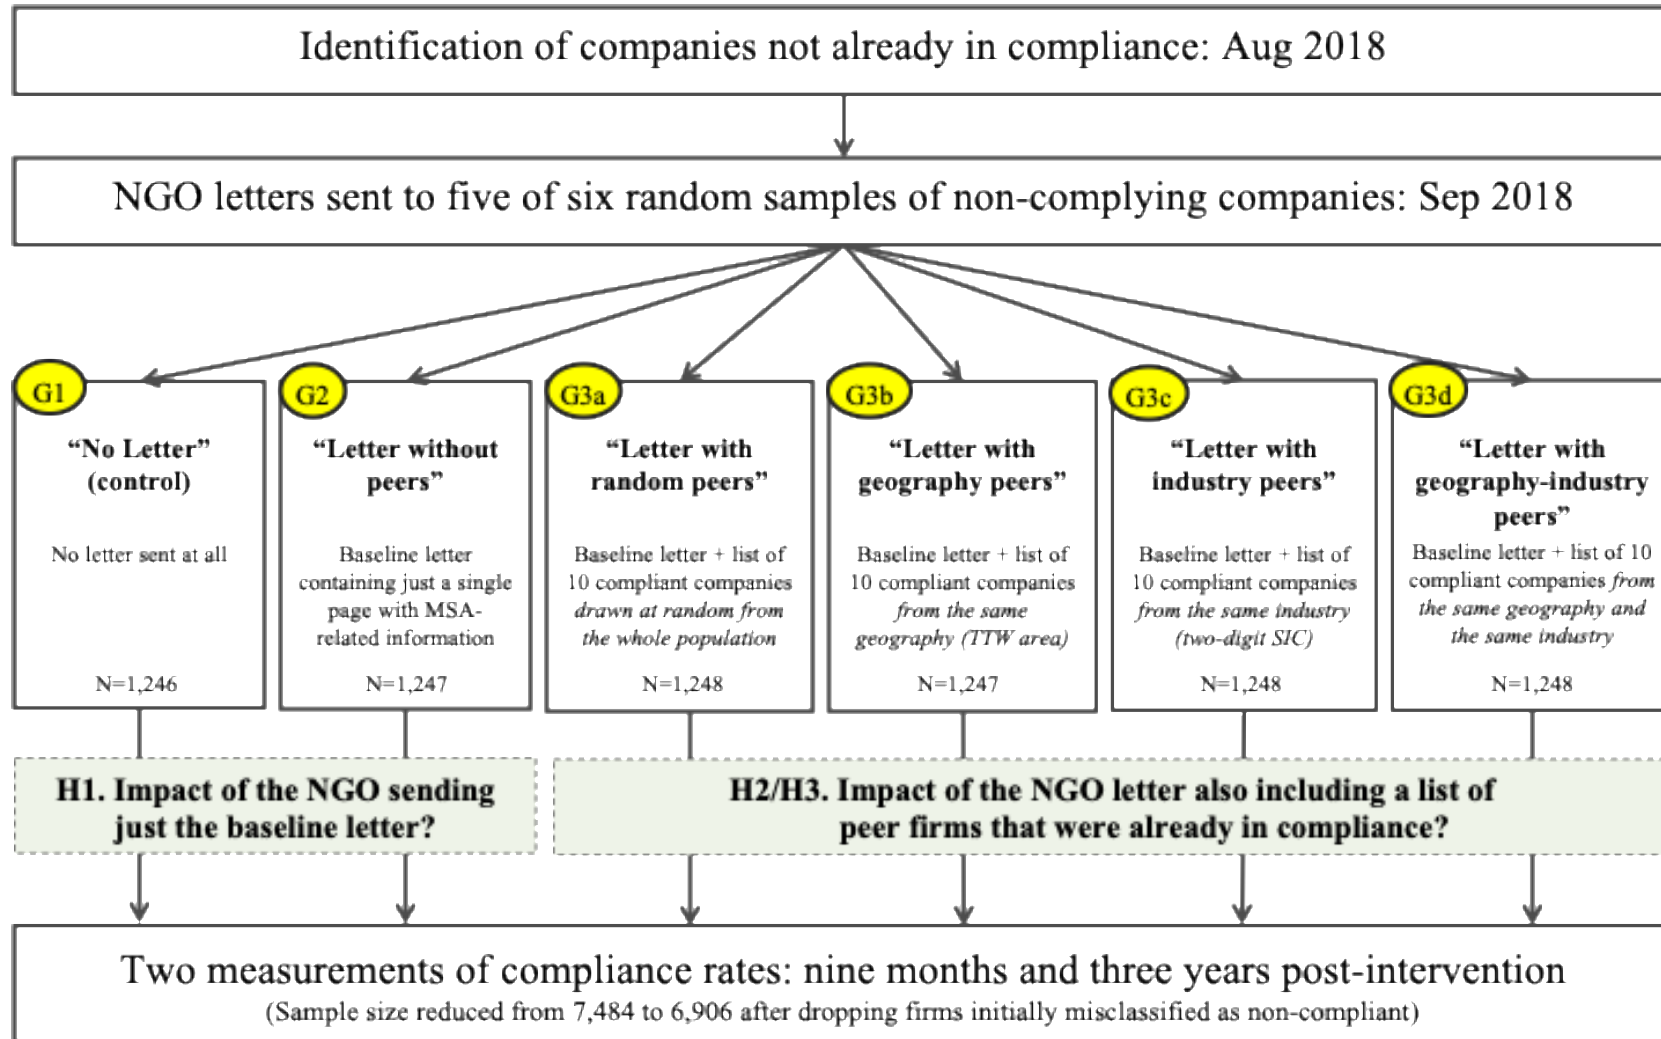 Identification of companies not already in compliance: Aug 2018
NGO letters sent to five of six random samples of non-complying companies: Sep 2018
G1
“No Letter”
(control)
No letter sent at all
N=1,246
G2
“Letter without
peers”
Baseline letter
containing just a single
page with MSA-
related information
N=1,247
G3a
“Letter with
random peers”
Baseline letter + list of
10 compliant companies
drawn at random from
the whole population
N=1,248
G3b
“Letter with
geography peers”
Baseline letter + list of
10 compliant companies
from the same
geography (TTW area)
N=1,247
G3c
“Letter with
industry peers”
Baseline letter + list of
10 compliant companies
from the same industry
(two-digit SIC)
N=1,248
G3d
“Letter with
geography-industry
peers”
Baseline letter + list of 10
compliant companies from
the same geography and
the same industry
N=1,248
H1. Impact of the NGO sending
just the baseline letter?
H2/H3. Impact of the NGO letter also including a list of
peer firms that were already in compliance?
Two measurements of compliance rates: nine months and three years post-intervention
(Sample size reduced from 7,484 to 6,906 after dropping firms initially misclassified as non-compliant)